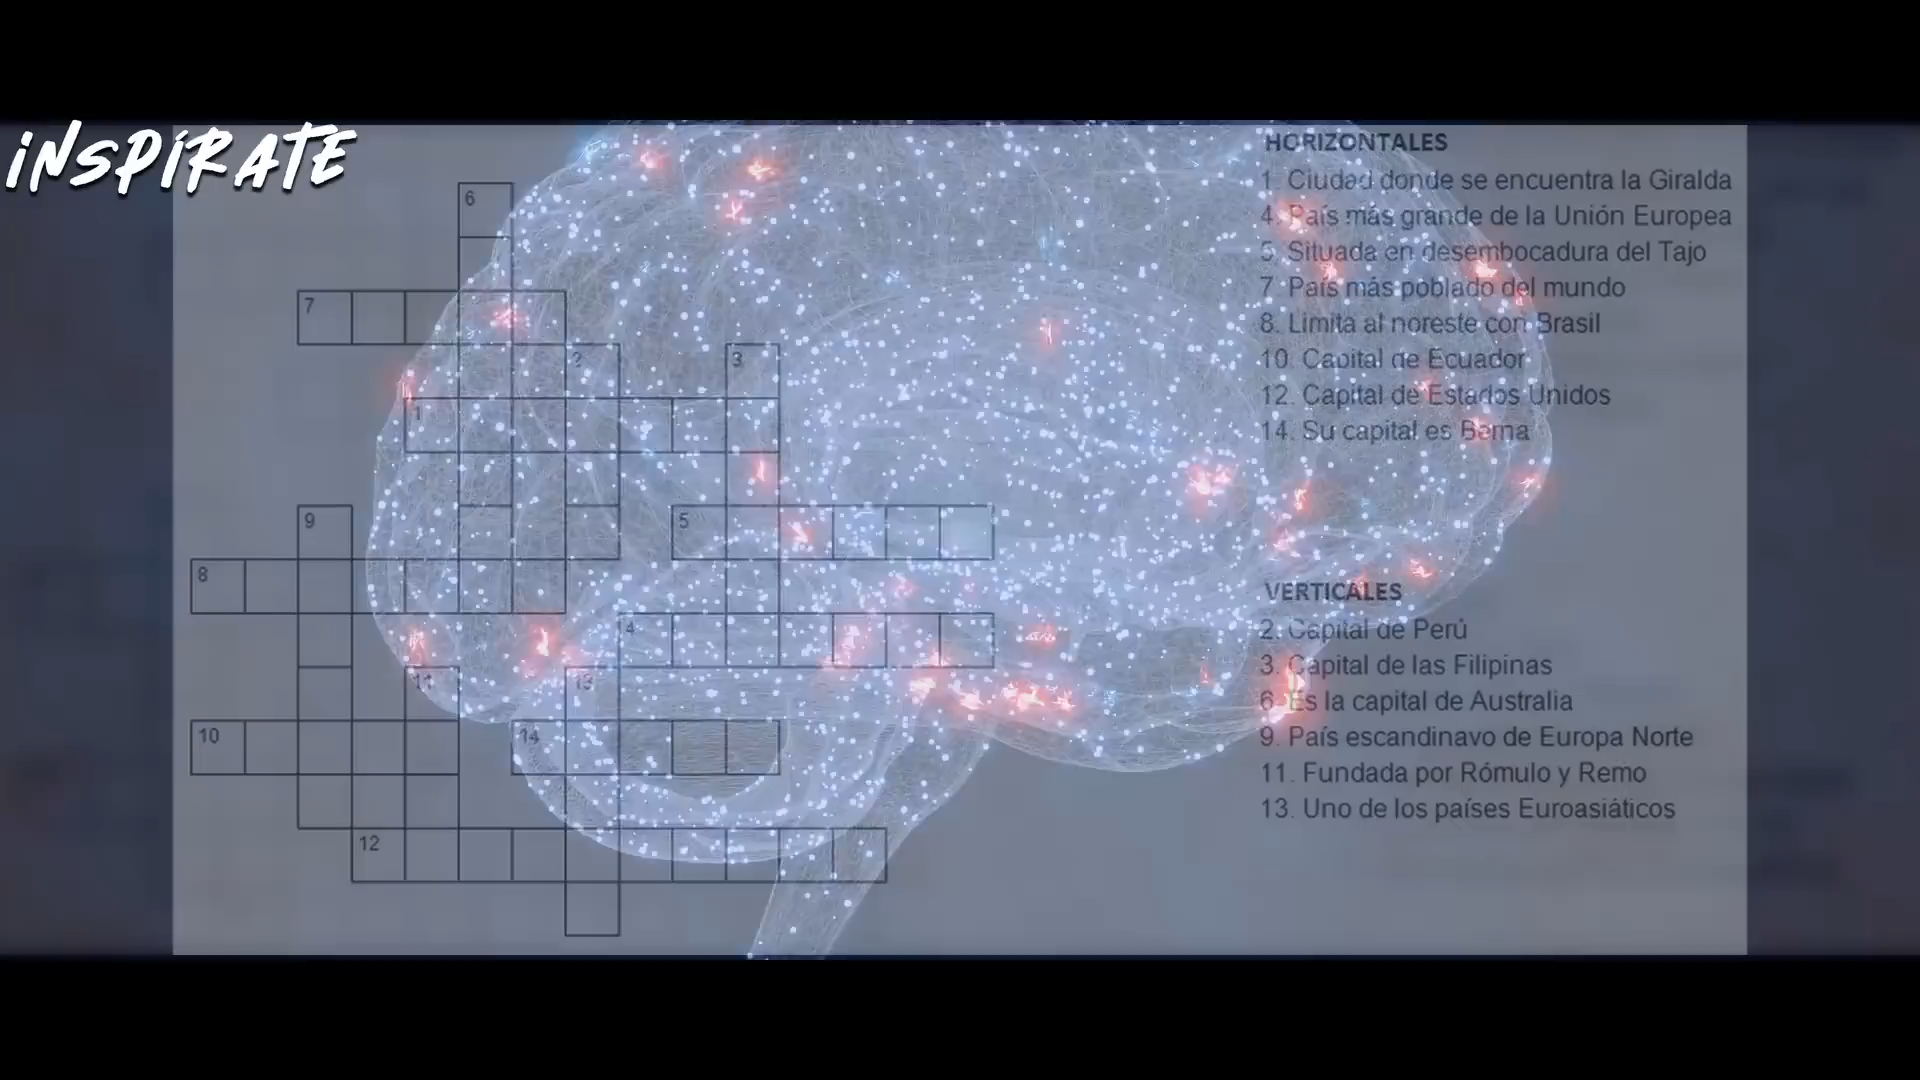 iNSPíRATE
6
7
2
3
1
9
5
8
4
11
13
10
14
12
HORIZONTALES
1. Ciudad donde se encuentra la Giralda
4. País más grande de la Unión Europea
5. Situada en desembocadura del Tajo
7. País más poblado del mundo
8. Limita al noreste con Brasil
10. Capital de Ecuador
12. Capital de Estados Unidos
14. Su capital es Berna
VERTICALES
2. Capital de Perú
3. Capital de las Filipinas
6. Es la capital de Australia
9. País escandinavo de Europa Norte
11. Fundada por Rómulo y Remo
13. Uno de los países Euroasiáticos